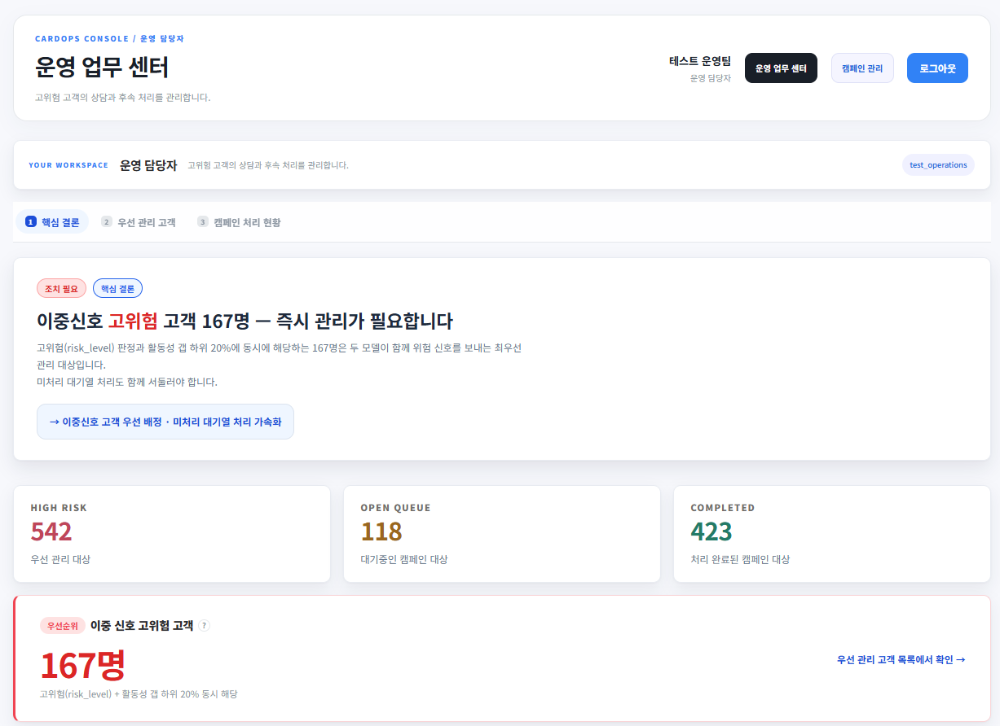 CARDOPS CONSOLE / 운영 담당자
운영 업무 센터
고위험 고객의 상담과 후속 처리를 관리합니다.
테스트 운영팀
운영 담당자
운영 업무 센터
캠페인 관리
로그아웃
YOUR WORKSPACE 운영 담당자 고위험 고객의 상담과 후속 처리를 관리합니다.
test_operations
1 핵심 결론
2 우선 관리 고객
3 캠페인 처리 현황
조치 필요
핵심 결론
이중신호 고위험 고객 167명 — 즉시 관리가 필요합니다
고위험(risk_level) 판정과 활동성 갭 하위 20%에 동시에 해당하는 167명은 두 모델이 함께 위험 신호를 보내는 최우선
관리 대상입니다.
미처리 대기열 처리도 함께 서둘러야 합니다.
→ 이중신호 고객 우선 배정 · 미처리 대기열 처리 가속화
HIGH RISK
542
우선 관리 대상
OPEN QUEUE
118
대기중인 캠페인 대상
COMPLETED
423
처리 완료된 캠페인 대상
우선순위 이중 신호 고위험 고객 ?
167명
고위험(risk_level) + 활동성 갭 하위 20% 동시 해당
우선 관리 고객 목록에서 확인 →